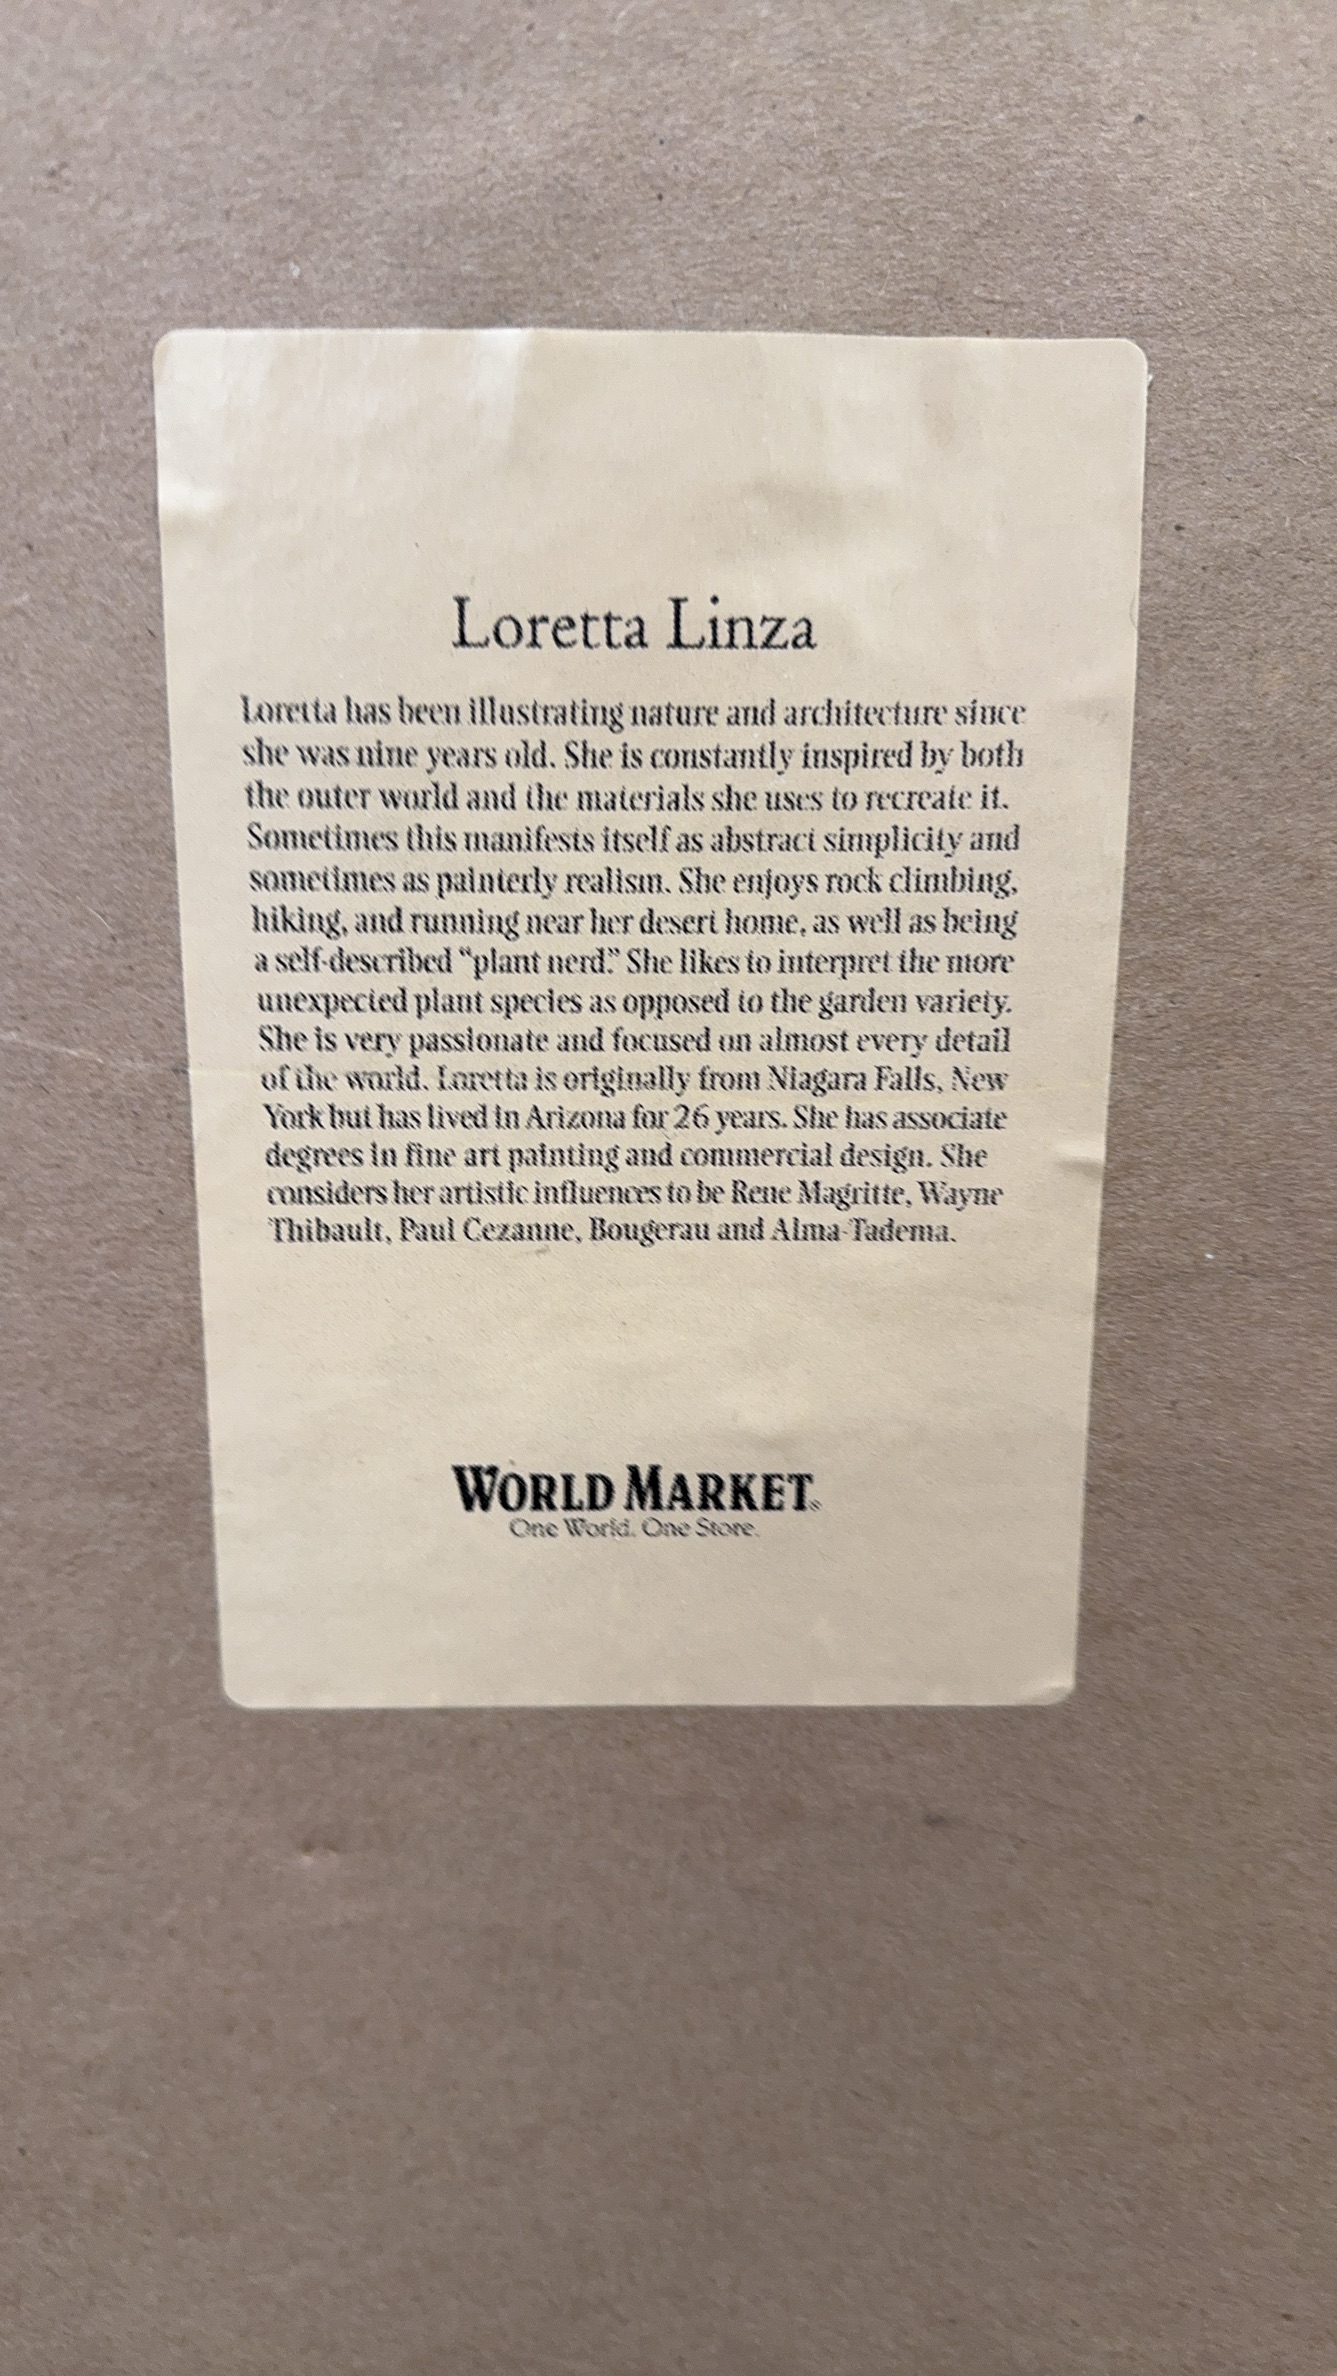 Loretta Linza
Loretta has been illustrating nature and architecture since
she was nine years old. She is constantly inspired by both
the outer world and the materials she uses to recreate it.
Sometimes this manifests itself as abstract simplicity and
sometimes as painterly realism. She enjoys rock climbing,
hiking, and running near her desert home, as well as being
a self-described “plant nerd.” She likes to interpret the more
unexpected plant species as opposed to the garden variety.
She is very passionate and focused on almost every detail
of the world. Loretta is originally from Niagara Falls, New
York but has lived in Arizona for 26 years. She has associate
degrees in fine art painting and commercial design. She
considers her artistic influences to be Rene Magritte, Wayne
Thibault, Paul Cezanne, Bougerau and Alma-Tadema.
WORLD MARKET®
One World. One Store.